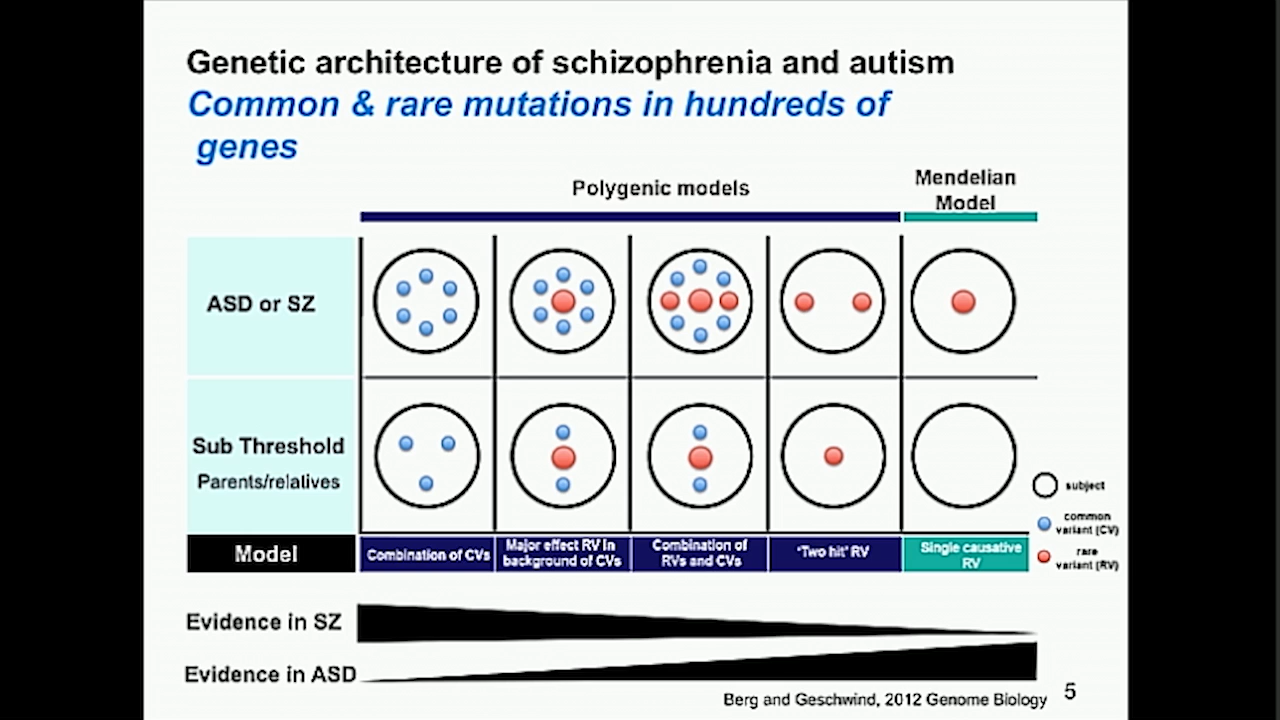 Genetic architecture of schizophrenia and autism
Common & rare mutations in hundreds of
genes
Polygenic models
Mendelian
Model
ASD or SZ
Sub Threshold
Parents/relatives
subject
common
variant (CV)
rare
variant (RV)
Model
Combination of CVs
Major effect RV in
background of CVs
Combination of
RVs and CVs
'Two hit' RV
Single causative
RV
Evidence in SZ
Evidence in ASD
Berg and Geschwind, 2012 Genome Biology
5